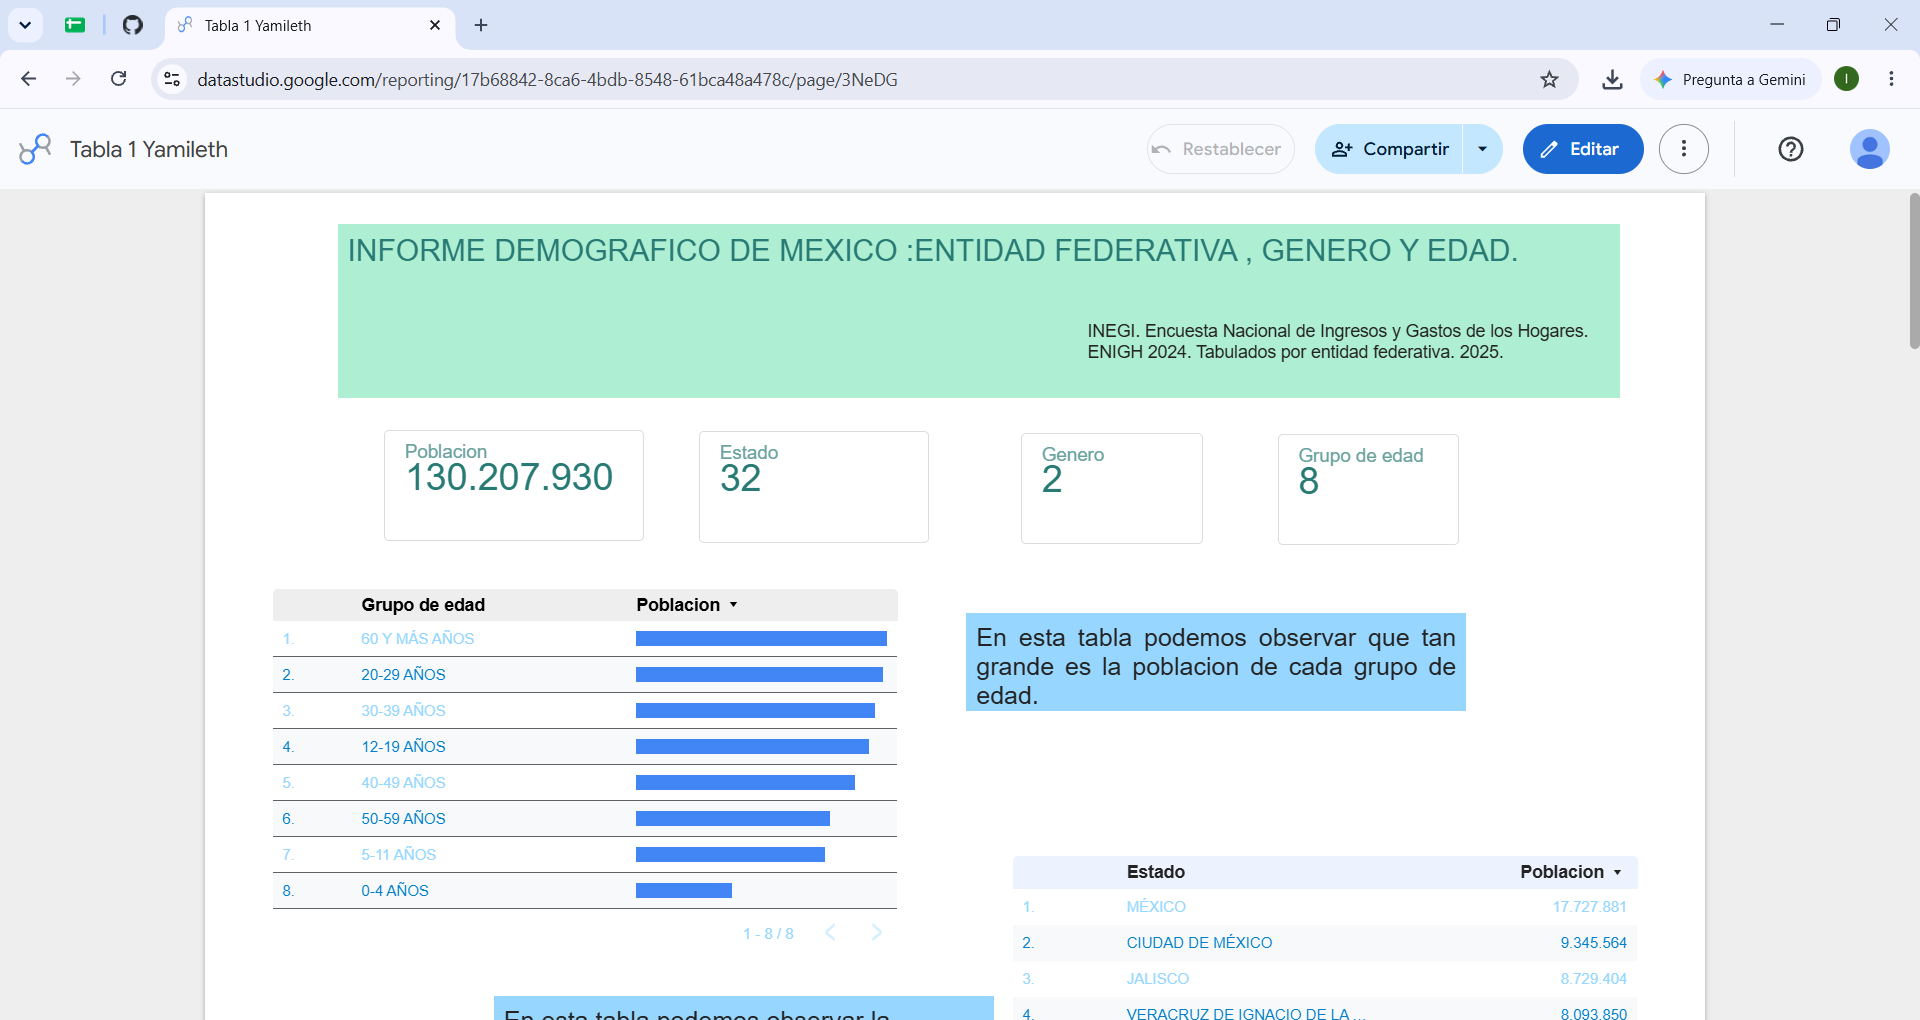 Tabla 1 Yamileth
datastudio.google.com/reporting/17b68842-8ca6-4bdb-8548-61bca48a478c/page/3NeDG
Pregunta a Gemini
I
Tabla 1 Yamileth
Restablecer
Compartir
Editar
INFORME DEMOGRAFICO DE MEXICO :ENTIDAD FEDERATIVA , GENERO Y EDAD.
INEGI. Encuesta Nacional de Ingresos y Gastos de los Hogares.
ENIGH 2024. Tabulados por entidad federativa. 2025.
Poblacion
130.207.930
Estado
32
Genero
2
Grupo de edad
8
Grupo de edad Poblacion
1. 60 Y MÁS AÑOS
2. 20-29 AÑOS
3. 30-39 AÑOS
4. 12-19 AÑOS
5. 40-49 AÑOS
6. 50-59 AÑOS
7. 5-11 AÑOS
8. 0-4 AÑOS
1 - 8 / 8
En esta tabla podemos observar que tan
grande es la poblacion de cada grupo de
edad.
Estado Poblacion
1. MÉXICO 17.727.881
2. CIUDAD DE MÉXICO 9.345.564
3. JALISCO 8.729.404
4. VERACRUZ DE IGNACIO DE LA ... 8.093.850
En esta tabla podemos observar la